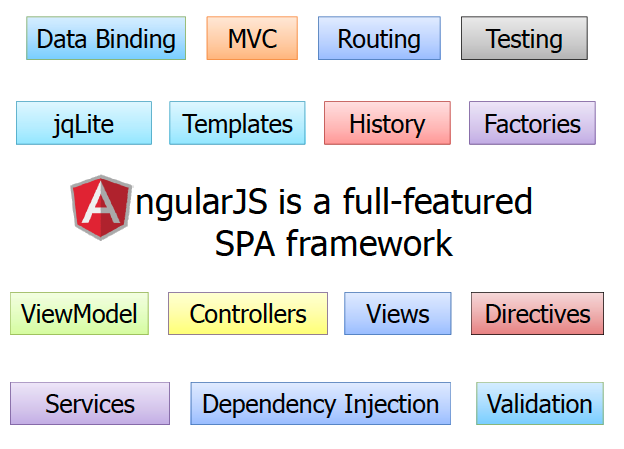 Data Binding MVC Routing Testing
jqLite Templates History Factories
AngularJS is a full-featured
SPA framework
ViewModel Controllers Views Directives
Services Dependency Injection Validation